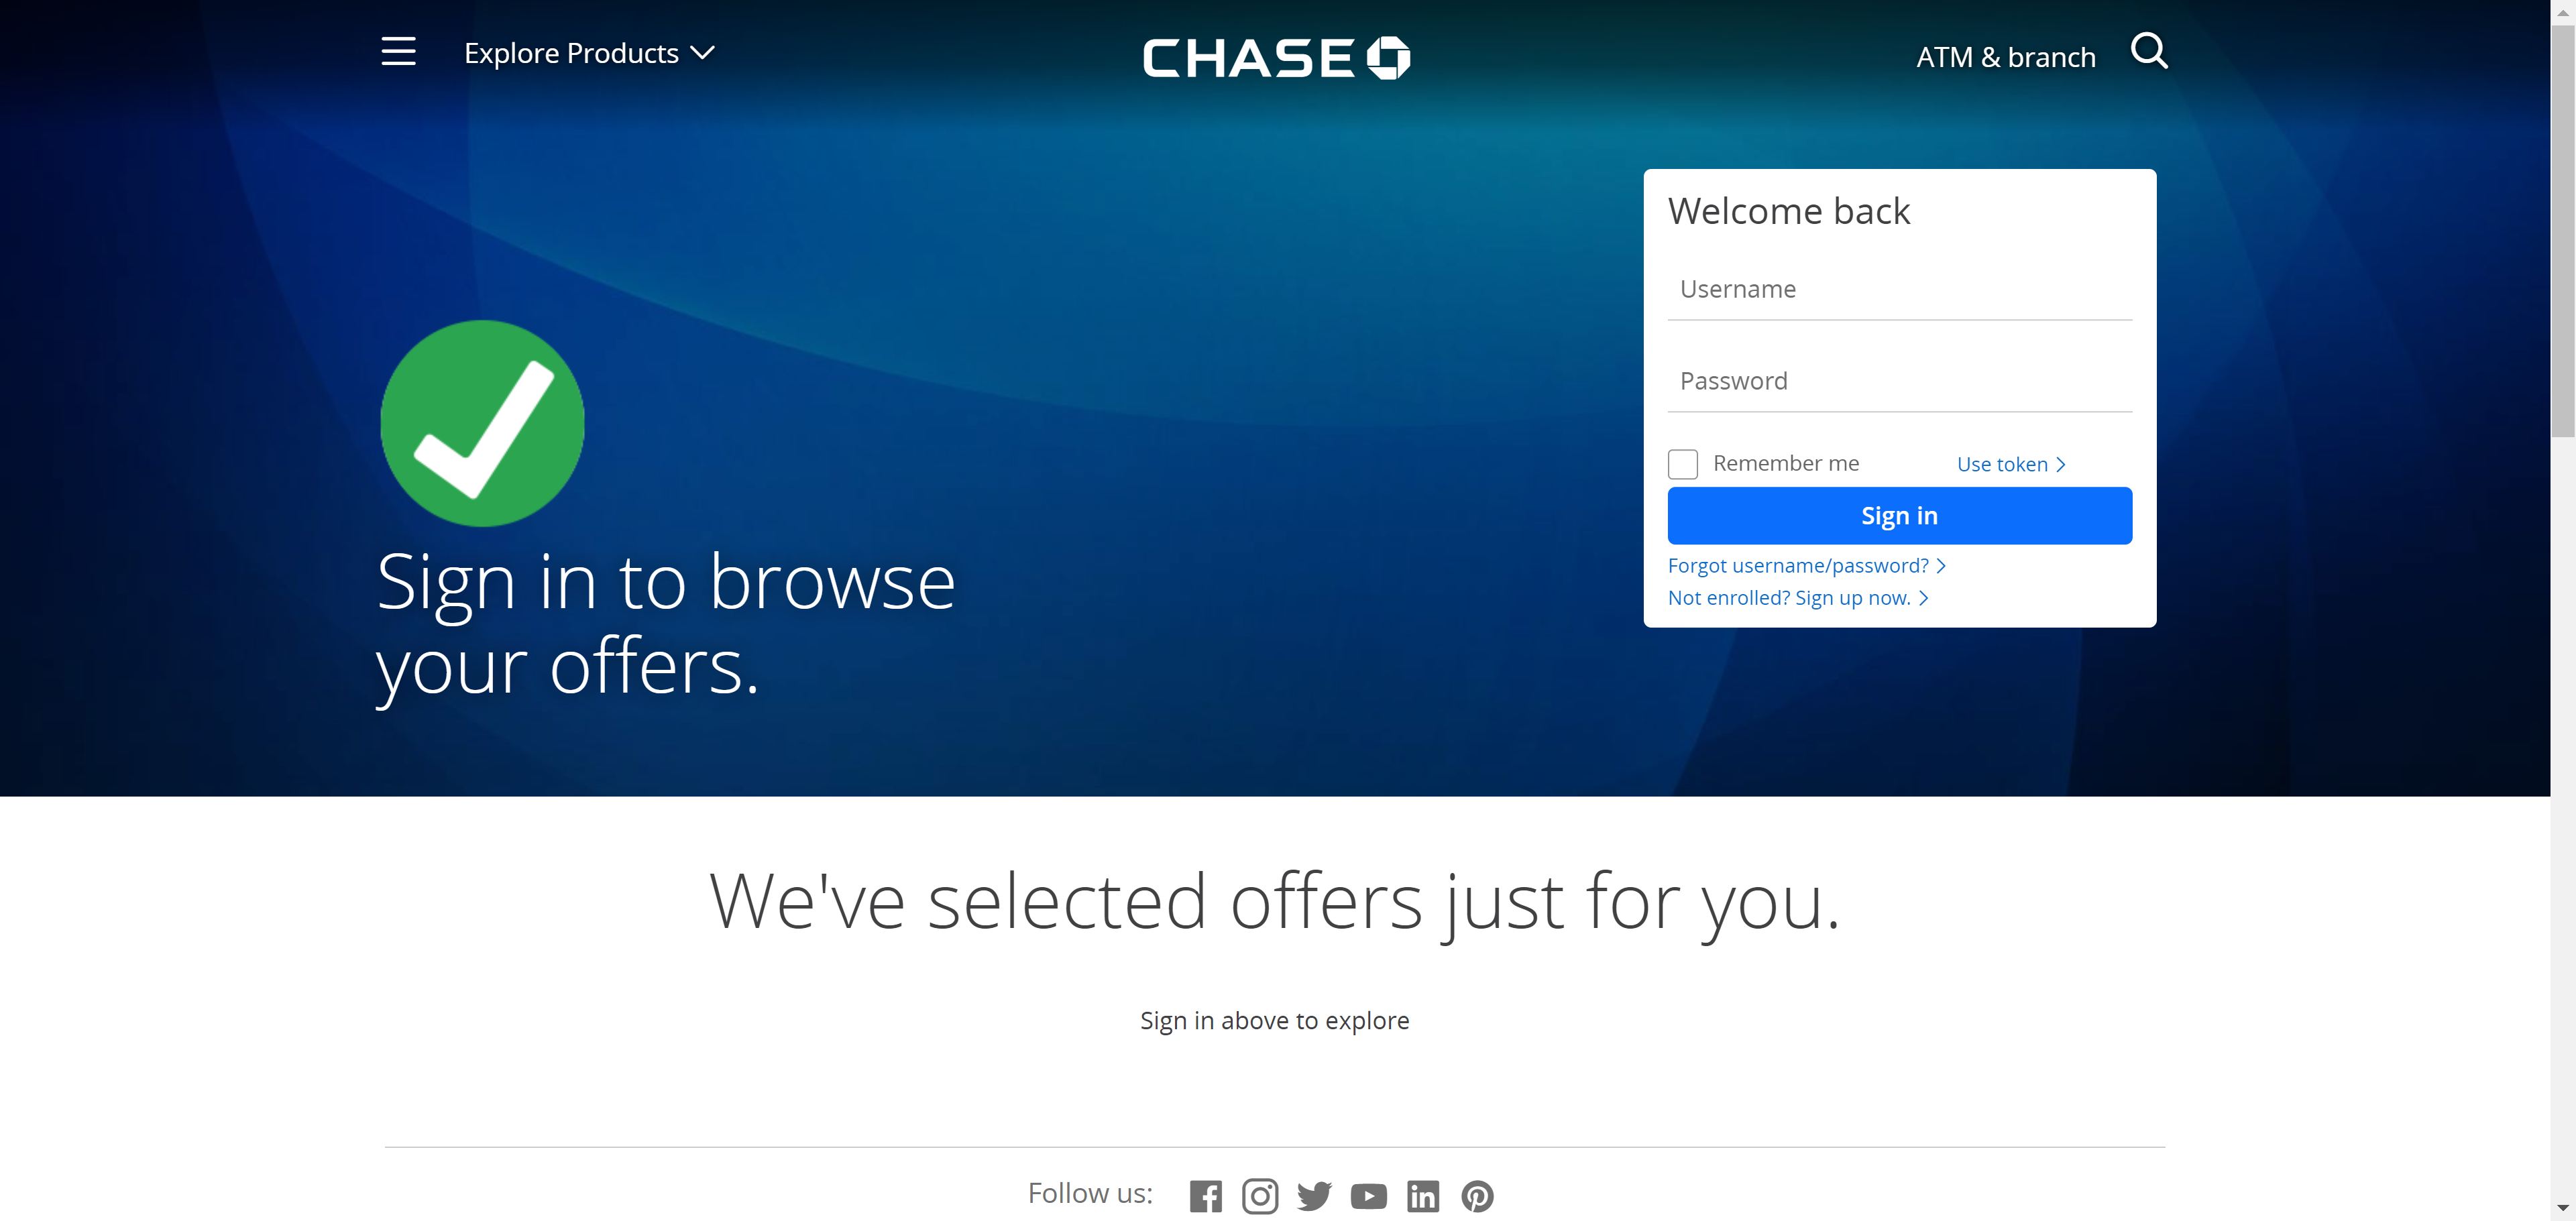 Explore Products
CHASE
ATM & branch
Welcome back
Username
Password
Remember me
Use token
Sign in
Forgot username/password?
Not enrolled? Sign up now.
Sign in to browse
your offers.
We've selected offers just for you.
Sign in above to explore
Follow us: